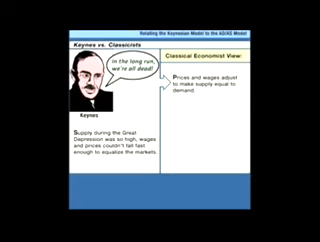 Relating the Keynesian Model to the AD/AS Model
Keynes vs. Classicists
In the long run,
we're all dead!
Keynes
Supply during the Great
Depression was so high, wages
and prices couldn't fall fast
enough to equalize the markets.
Classical Economist View:
Prices and wages adjust
to make supply equal to
demand.